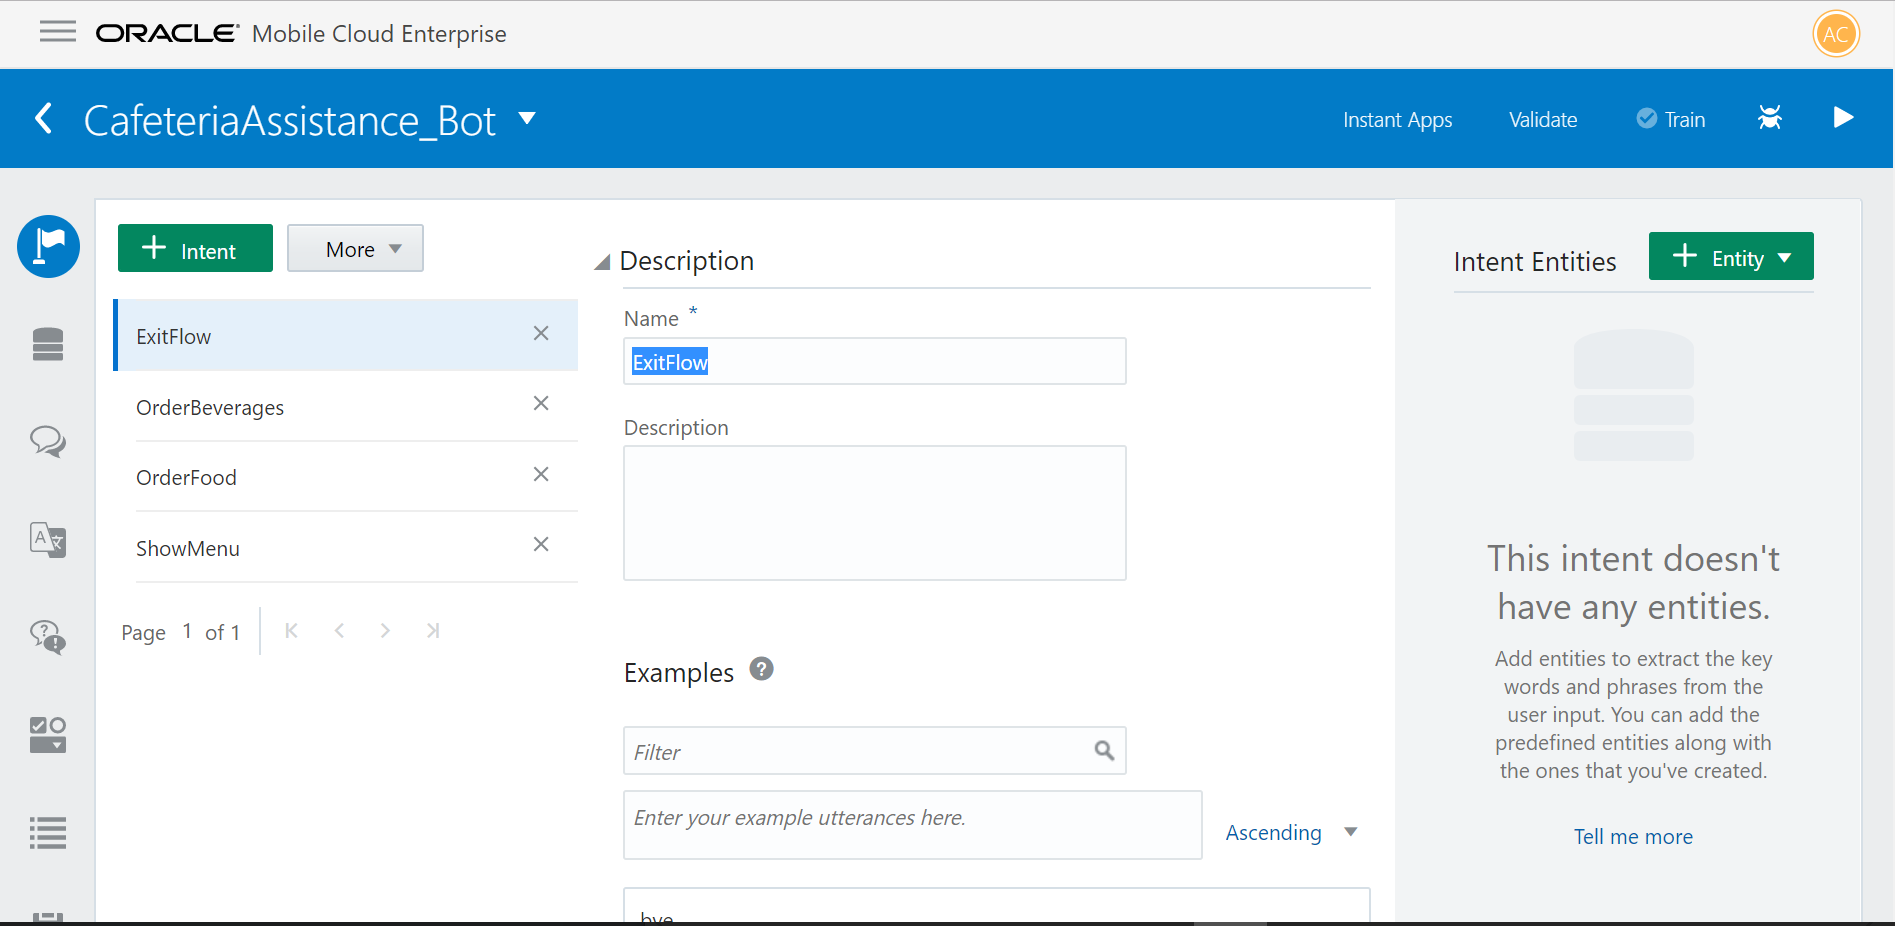 ORACLE Mobile Cloud Enterprise
AC
CafeteriaAssistance_Bot
Instant Apps
Validate
Train
Intent
More
ExitFlow
OrderBeverages
OrderFood
ShowMenu
Page 1 of 1
Description
Name *
ExitFlow
Description
Examples
Filter
Enter your example utterances here.
Ascending
bye
Intent Entities
Entity
This intent doesn't
have any entities.
Add entities to extract the key
words and phrases from the
user input. You can add the
predefined entities along with
the ones that you've created.
Tell me more